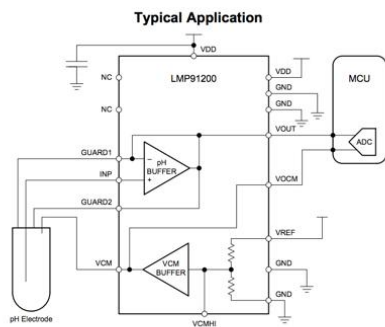 Typical Application
VDD
LMP91200
MCU
NC
VDD
GND
NC
GND
VOUT
ADC
GUARD1
pH
BUFFER
INP
VOCM
GUARD2
VREF
VCM
VCM
BUFFER
GND
GND
pH Electrode
VCMHI